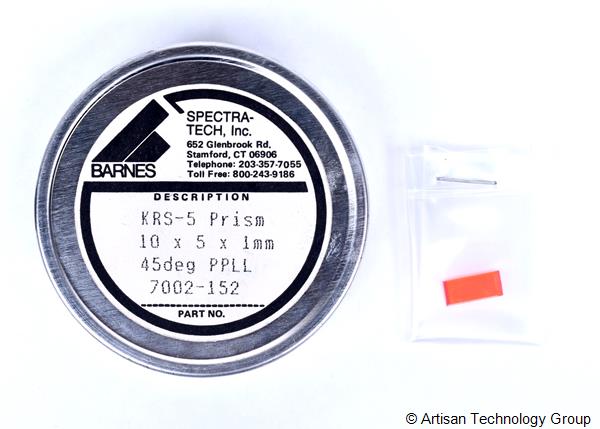 SPECTRA-
TECH, Inc.
652 Glenbrook Rd,
Stamford, CT 06906
Telephone: 203-357-7055
Toll Free: 800-243-9186
BARNES
DESCRIPTION
KRS-5 Prism
10 x 5 x 1mm
45deg PPLL
7002-152
PART NO.
© Artisan Technology Group